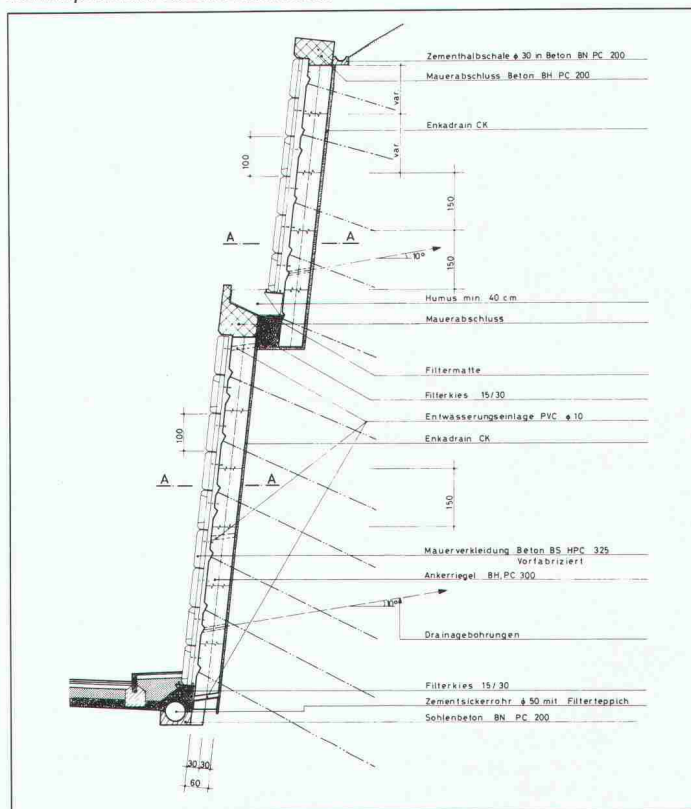 Zementhalbschale ϕ 30 in Beton BN PC 200
Mauerabschluss Beton BH PC 200
var
Enkadrain CK
var
100
150
A
A
10°
150
Humus min. 40 cm
Mauerabschluss
Filtermatte
Filterkies 15/30
Entwässerungseinlage PVC ϕ 10
100
Enkadrain CK
A
A
150
Mauerverkleidung Beton BS HPC 325
Vorfabriziert
Ankerriegel BH, PC 300
10°
Drainagebohrungen
Filterkies 15/30
Zementsickerrohr ϕ 50 mit Filterteppich
Sohlenbeton BN PC 200
30 30
60